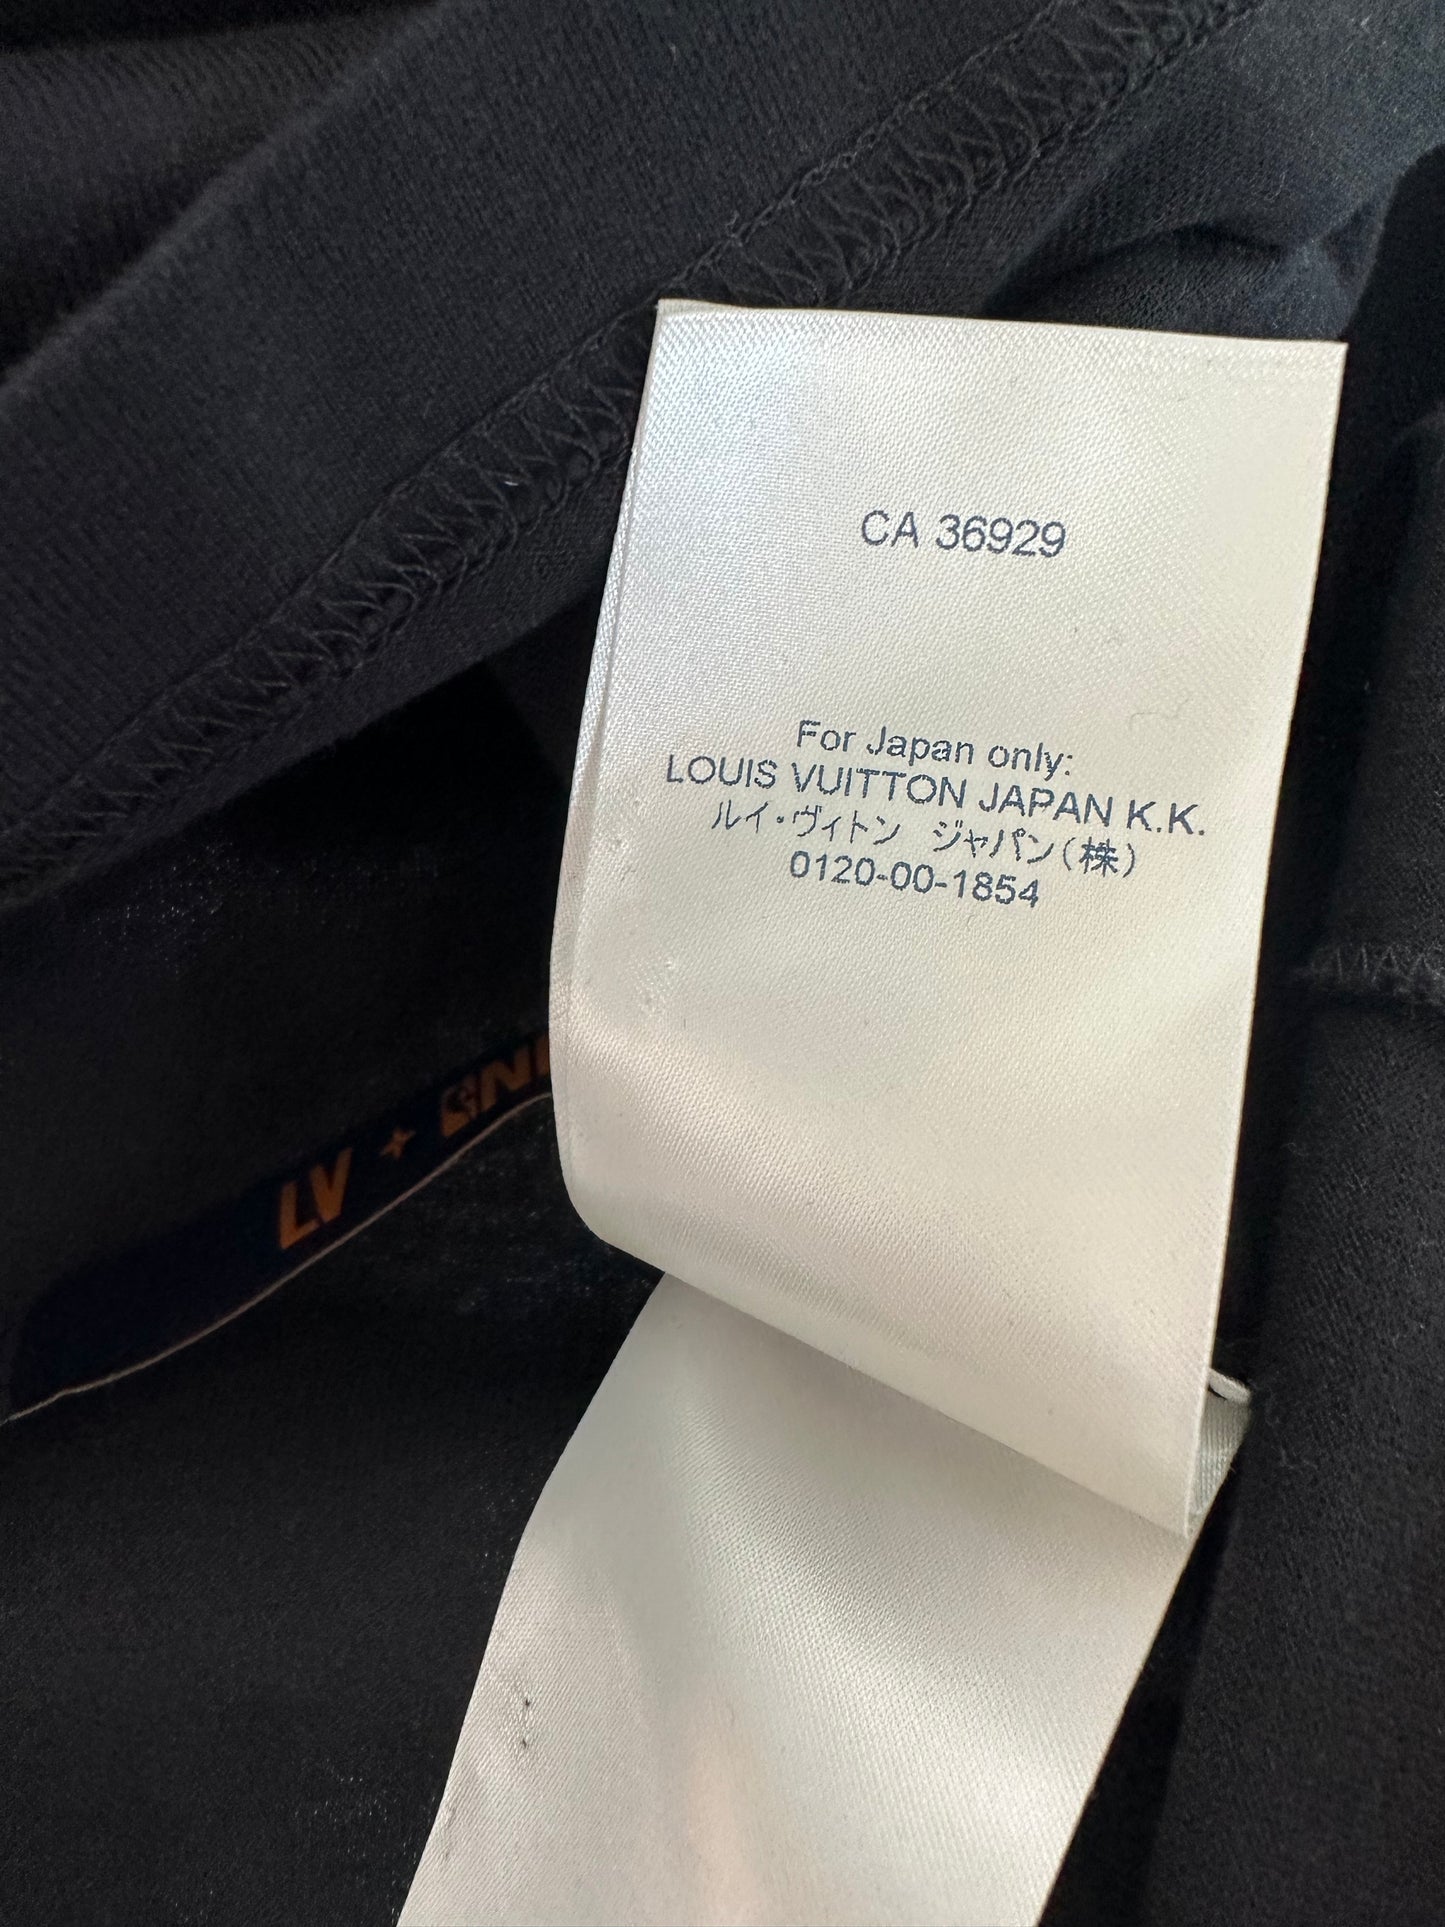 CA 36929
For Japan only:
LOUIS VUITTON JAPAN K.K.
ルイ・ヴィトン ジャパン(株)
0120-00-1854
LV +